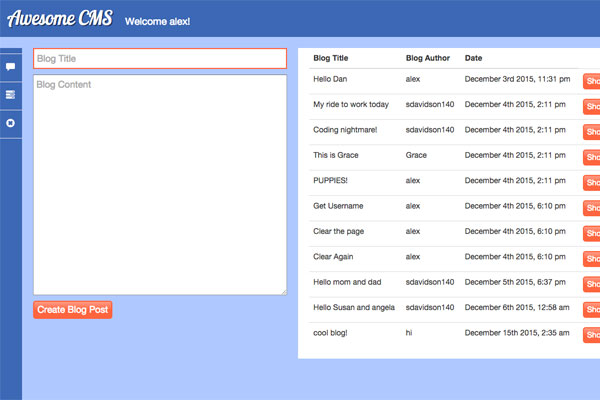 Awesome CMS Welcome alex!
Blog Title
Blog Content
Create Blog Post
Blog Title Blog Author Date
Hello Dan alex December 3rd 2015, 11:31 pm Sho
My ride to work today sdavidson140 December 4th 2015, 2:11 pm Sho
Coding nightmare! sdavidson140 December 4th 2015, 2:11 pm Sho
This is Grace Grace December 4th 2015, 2:11 pm Sho
PUPPIES! alex December 4th 2015, 2:11 pm Sho
Get Username alex December 4th 2015, 6:10 pm Sho
Clear the page alex December 4th 2015, 6:10 pm Sho
Clear Again alex December 4th 2015, 6:10 pm Sho
Hello mom and dad sdavidson140 December 5th 2015, 6:37 pm Sho
Hello Susan and angela sdavidson140 December 6th 2015, 12:58 am Sho
cool blog! hi December 15th 2015, 2:35 am Sho